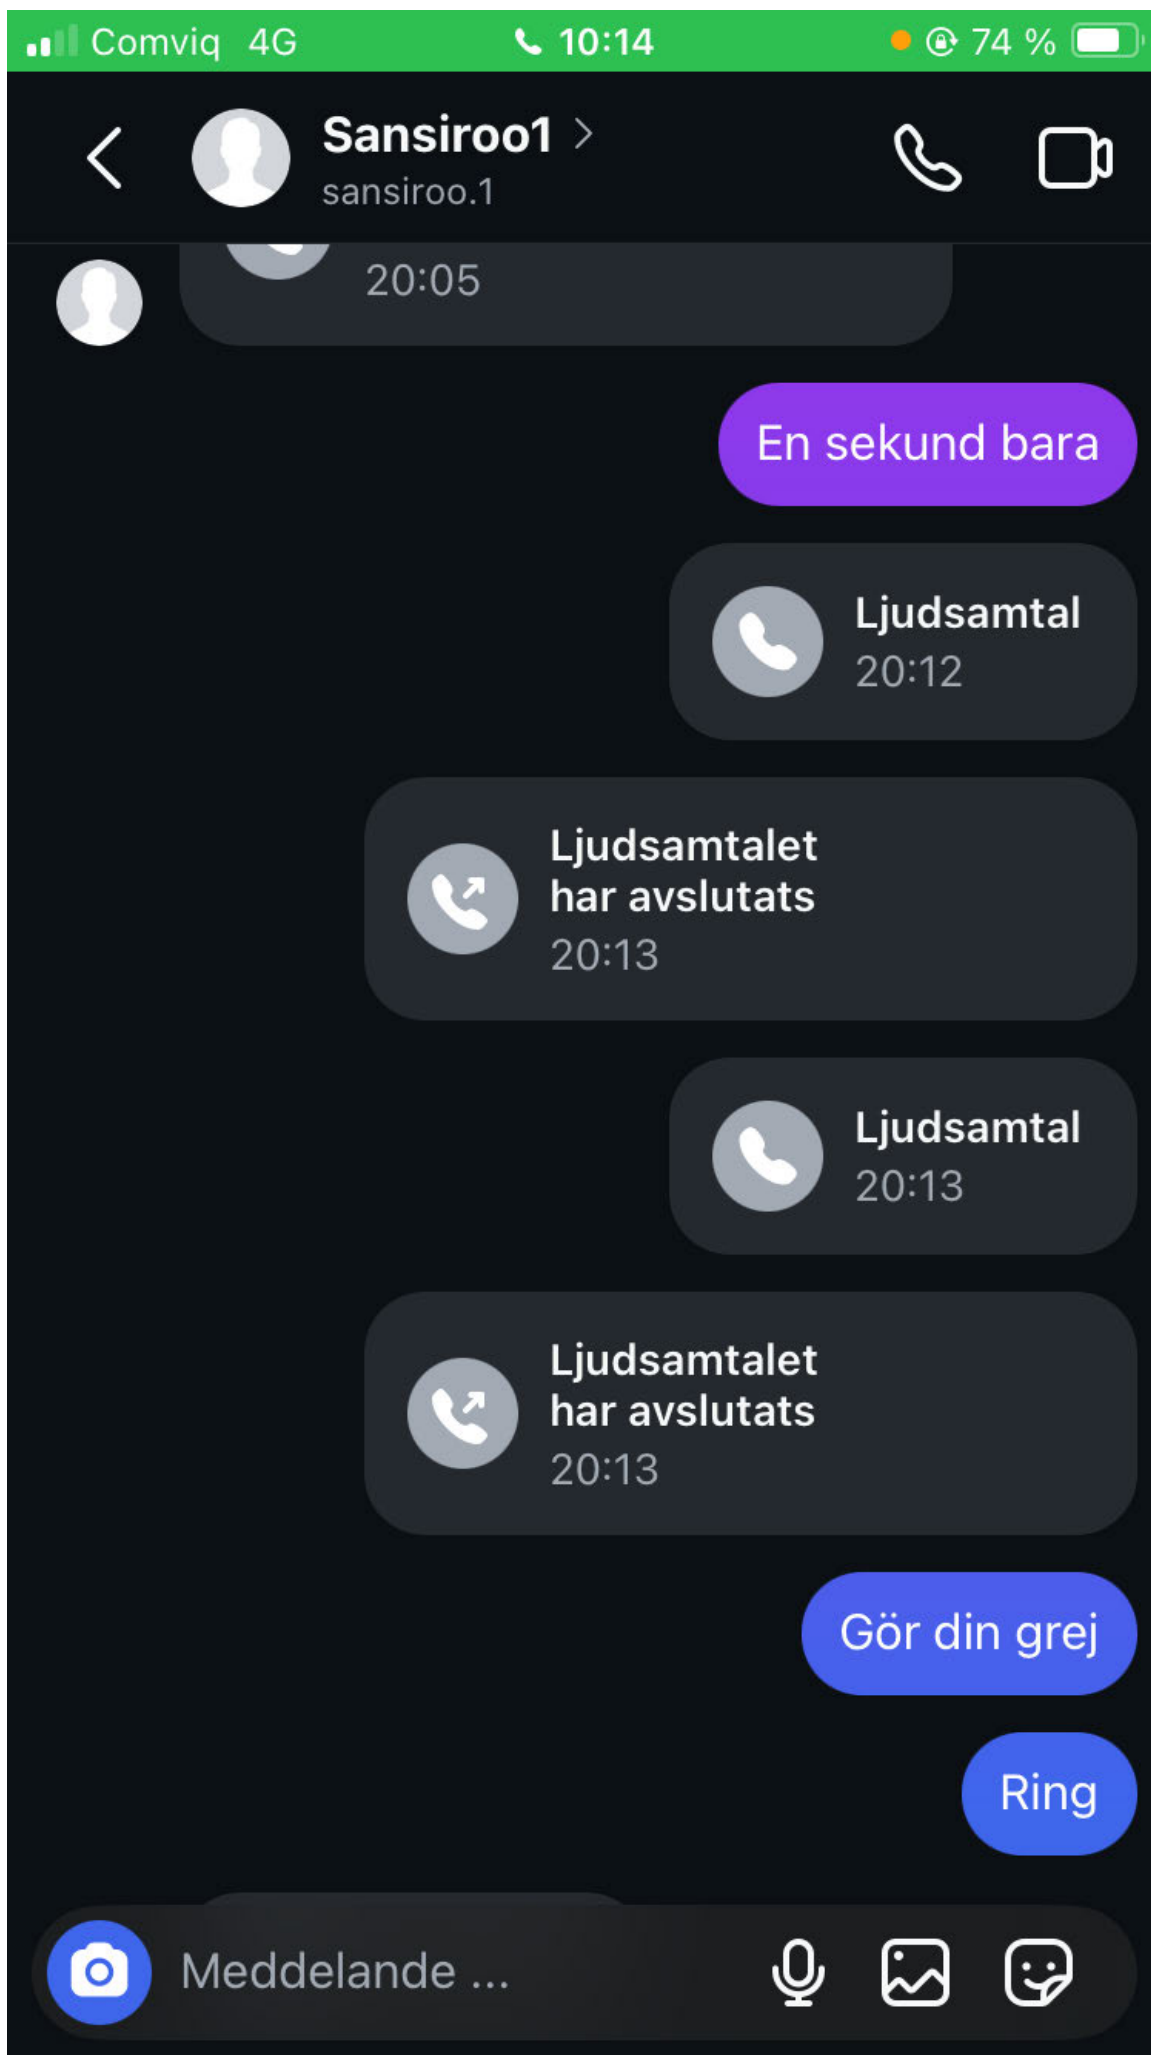 Comviq 4G 10:14 74 %
Sansiroo1
sansiroo.1
20:05
En sekund bara
Ljudsamtal
20:12
Ljudsamtalet
har avslutats
20:13
Ljudsamtal
20:13
Ljudsamtalet
har avslutats
20:13
Gör din grej
Ring
Meddelande ...